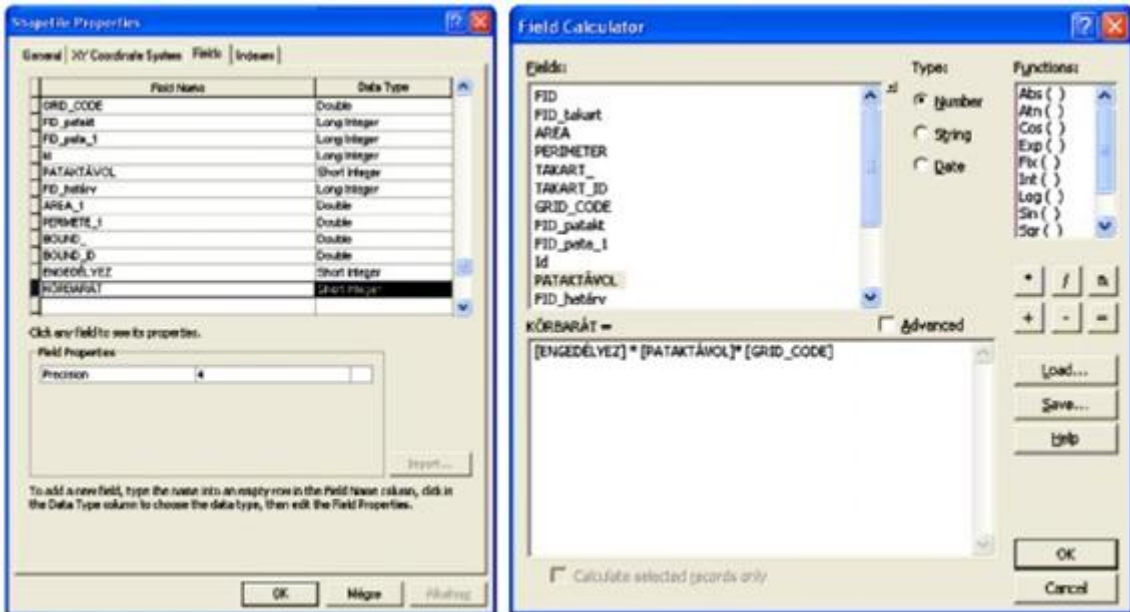 Shapefile Properties
General XY Coordinate System Fields Indexes
Field Name Data Type
GRID_CODE Double
FID_patakt Long Integer
FID_pata_1 Long Integer
Id Long Integer
PATAKTÁVOL Short Integer
FID_határv Long Integer
AREA_1 Double
PERIMETE_1 Double
BOUND_ Double
BOUND_ID Double
ENGEDÉLYEZ Short Integer
KÖRBARÁT Short Integer
Click any field to see its properties.
Field Properties
Precision 4
Import...
To add a new field, type the name into an empty row in the Field Name column, click in
the Data Type column to choose the data type, then edit the Field Properties.
OK Mégse Alkalmaz
Field Calculator
Fields:
FID
FID_takart
AREA
PERIMETER
TAKART_
TAKART_ID
GRID_CODE
FID_patakt
FID_pata_1
Id
PATAKTÁVOL
FID_határv
Type:
Number
String
Date
Functions:
Abs ( )
Atn ( )
Cos ( )
Exp ( )
Fix ( )
Int ( )
Log ( )
Sin ( )
Sqr ( )
* / &
+ - =
KÖRBARÁT =
Advanced
[ENGEDÉLYEZ] * [PATAKTÁVOL]* [GRID_CODE]
Load...
Save...
Help
Calculate selected records only
OK
Cancel